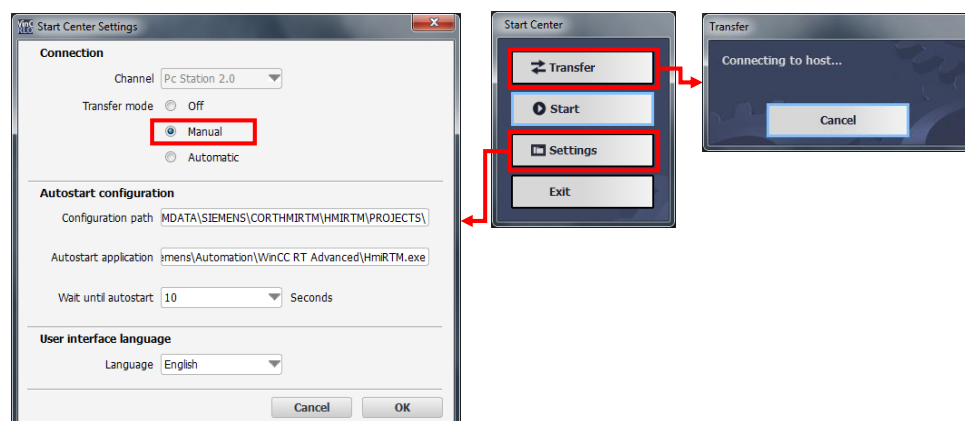 Start Center Settings
Connection
Channel Pc Station 2.0
Transfer mode Off
Manual
Automatic
Autostart configuration
Configuration path MDATA\SIEMENS\CORTHMIRTM\HMIRTM\PROJECTS\
Autostart application emens\Automation\WinCC RT Advanced\HmiRTM.exe
Wait until autostart 10 Seconds
User interface language
Language English
Cancel OK
Start Center
Transfer
Start
Settings
Exit
Transfer
Connecting to host...
Cancel